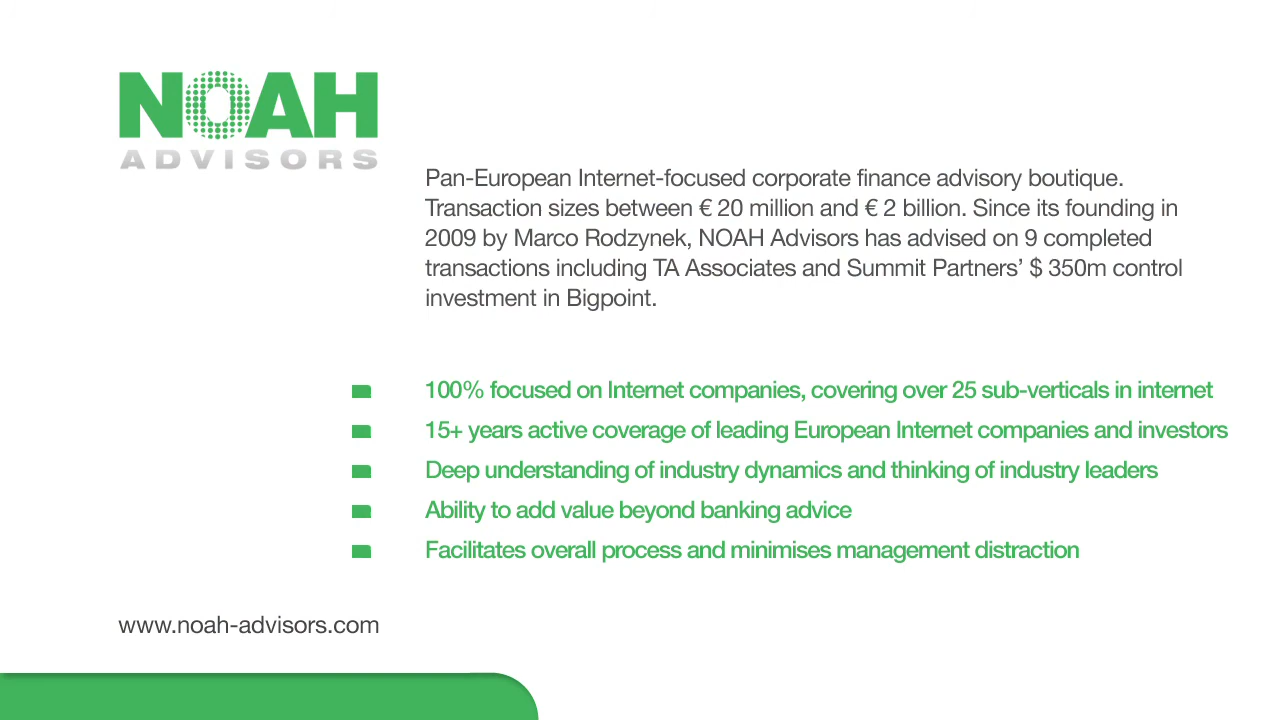 NOAH
ADVISORS
Pan-European Internet-focused corporate finance advisory boutique.
Transaction sizes between € 20 million and € 2 billion. Since its founding in
2009 by Marco Rodzynek, NOAH Advisors has advised on 9 completed
transactions including TA Associates and Summit Partners’ $ 350m control
investment in Bigpoint.
100% focused on Internet companies, covering over 25 sub-verticals in internet
15+ years active coverage of leading European Internet companies and investors
Deep understanding of industry dynamics and thinking of industry leaders
Ability to add value beyond banking advice
Facilitates overall process and minimises management distraction
www.noah-advisors.com